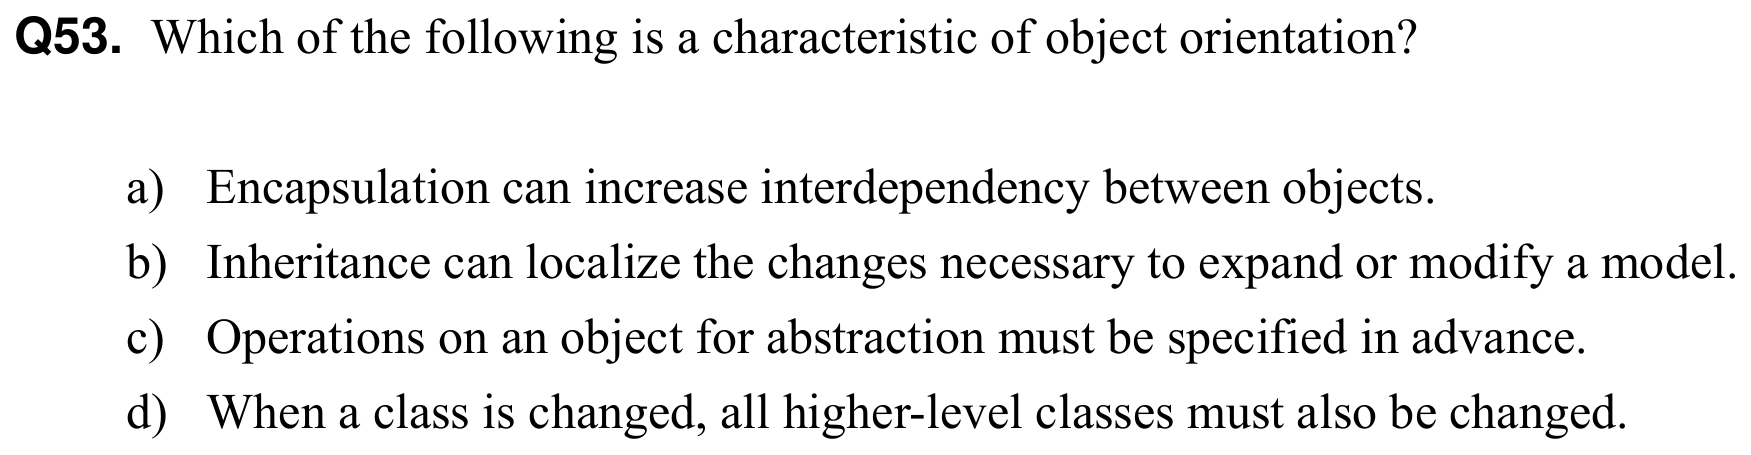 Q53. Which of the following is a characteristic of object orientation?
a) Encapsulation can increase interdependency between objects.
b) Inheritance can localize the changes necessary to expand or modify a model.
c) Operations on an object for abstraction must be specified in advance.
d) When a class is changed, all higher-level classes must also be changed.